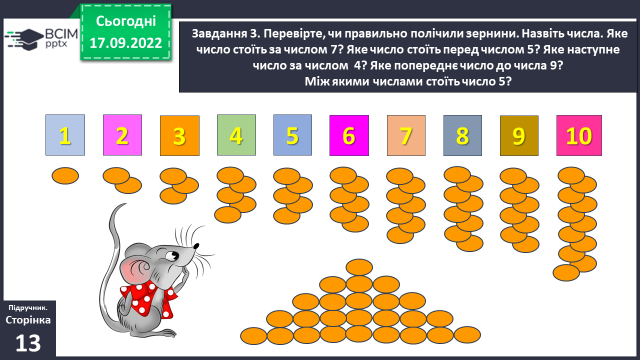 Сьогодні
17.09.2022
ВСІМ
pptx
Завдання 3. Перевірте, чи правильно полічили зернини. Назвіть числа. Яке
число стоїть за числом 7? Яке число стоїть перед числом 5? Яке наступне
число за числом 4? Яке попереднє число до числа 9?
Між якими числами стоїть число 5?
1 2 3 4 5 6 7 8 9 10
Підручник.
Сторінка
13